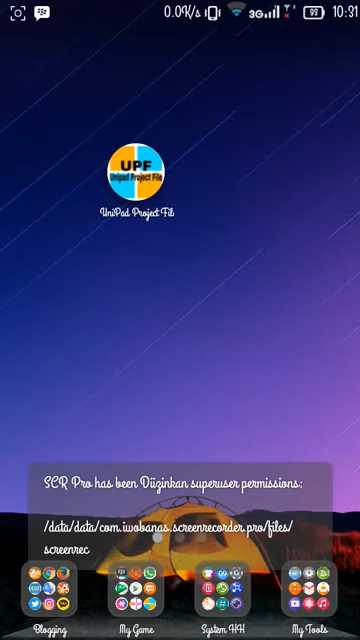 0.0K/s 3G 99 10:31
UPF
Unipad Project File
UniPad Project Fil
SCR Pro has been Diizinkan superuser permissions:
/data/data/com.iwobanas.screenrecorder.pro/files/
screenrec
Blogging My Game System HH My Tools